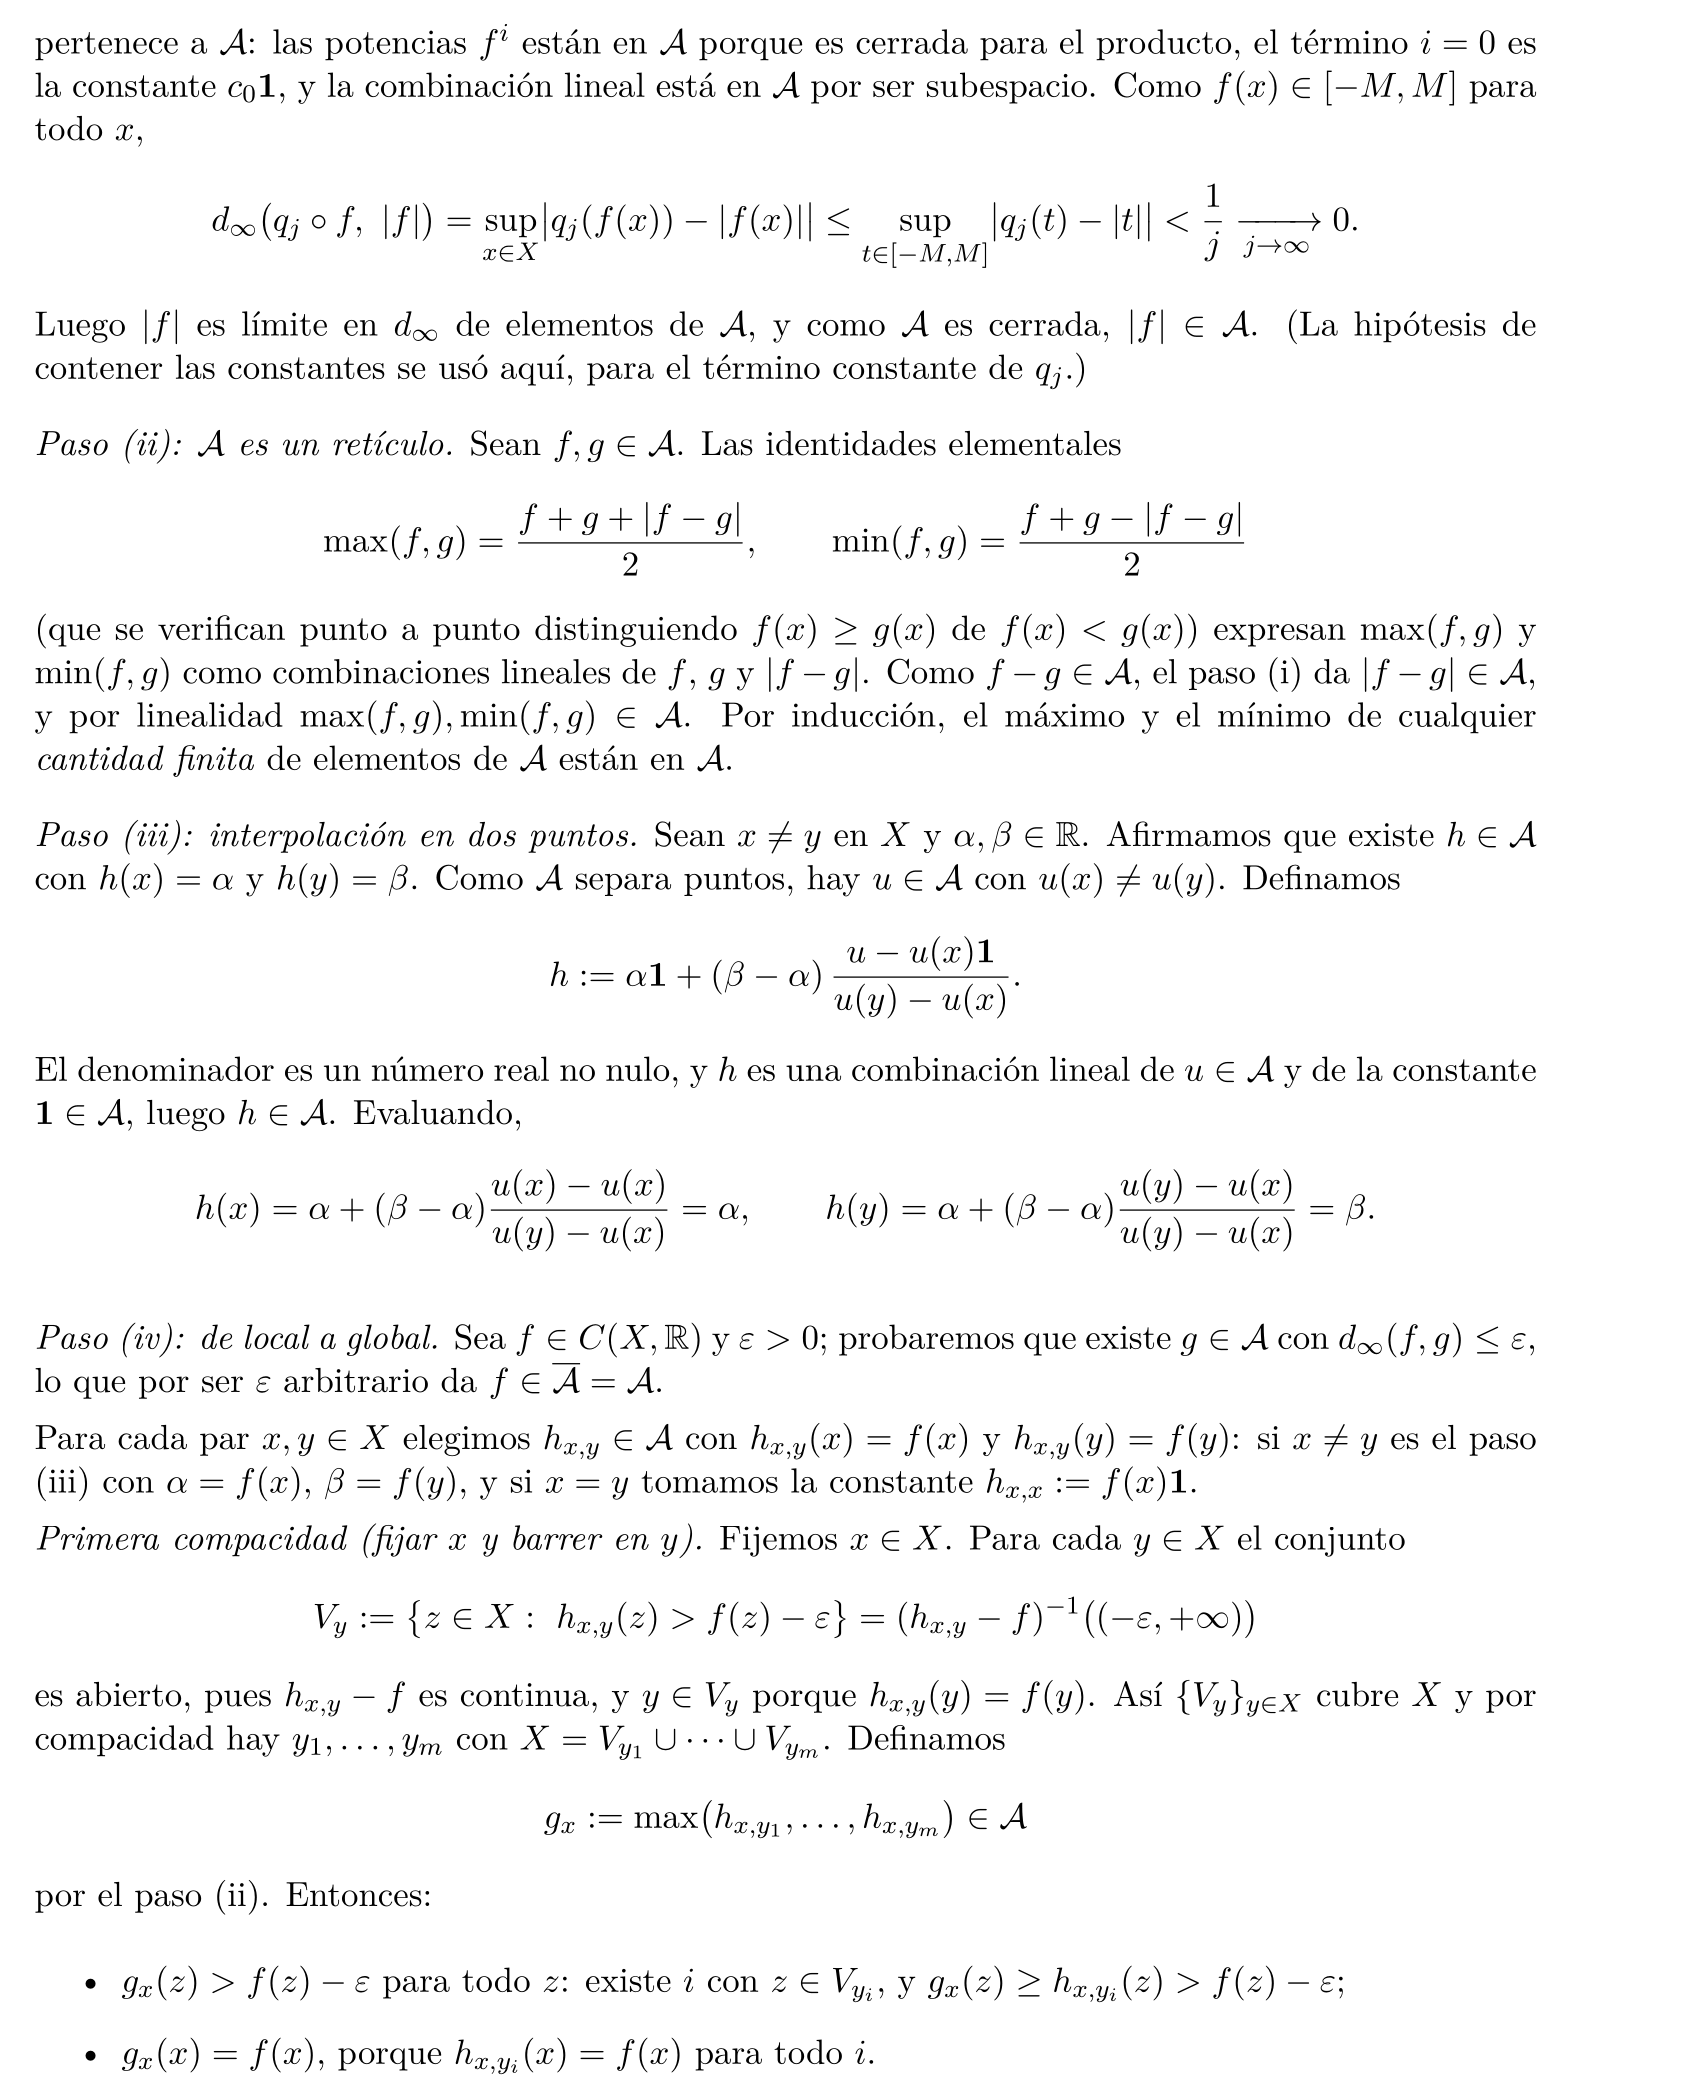 pertenece a 𝒜: las potencias fⁱ están en 𝒜 porque es cerrada para el producto, el término i = 0 es
la constante c₀𝟏, y la combinación lineal está en 𝒜 por ser subespacio. Como f(x) ∈ [−M, M] para
todo x,
d∞(qⱼ ∘ f, |f|) = sup_{x∈X} |qⱼ(f(x)) − |f(x)|| ≤ sup_{t∈[−M,M]} |qⱼ(t) − |t|| < 1/j →_{j→∞} 0.
Luego |f| es límite en d∞ de elementos de 𝒜, y como 𝒜 es cerrada, |f| ∈ 𝒜. (La hipótesis de
contener las constantes se usó aquí, para el término constante de qⱼ.)
Paso (ii): 𝒜 es un retículo. Sean f, g ∈ 𝒜. Las identidades elementales
max(f, g) = (f + g + |f − g|)/2, min(f, g) = (f + g − |f − g|)/2
(que se verifican punto a punto distinguiendo f(x) ≥ g(x) de f(x) < g(x)) expresan max(f, g) y
min(f, g) como combinaciones lineales de f, g y |f − g|. Como f − g ∈ 𝒜, el paso (i) da |f − g| ∈ 𝒜,
y por linealidad max(f, g), min(f, g) ∈ 𝒜. Por inducción, el máximo y el mínimo de cualquier
cantidad finita de elementos de 𝒜 están en 𝒜.
Paso (iii): interpolación en dos puntos. Sean x ≠ y en X y α, β ∈ ℝ. Afirmamos que existe h ∈ 𝒜
con h(x) = α y h(y) = β. Como 𝒜 separa puntos, hay u ∈ 𝒜 con u(x) ≠ u(y). Definamos
h := α𝟏 + (β − α) (u − u(x)𝟏)/(u(y) − u(x)).
El denominador es un número real no nulo, y h es una combinación lineal de u ∈ 𝒜 y de la constante
𝟏 ∈ 𝒜, luego h ∈ 𝒜. Evaluando,
h(x) = α + (β − α) (u(x) − u(x))/(u(y) − u(x)) = α, h(y) = α + (β − α) (u(y) − u(x))/(u(y) − u(x)) = β.
Paso (iv): de local a global. Sea f ∈ C(X, ℝ) y ε > 0; probaremos que existe g ∈ 𝒜 con d∞(f, g) ≤ ε,
lo que por ser ε arbitrario da f ∈ 𝒜̅ = 𝒜.
Para cada par x, y ∈ X elegimos h_{x,y} ∈ 𝒜 con h_{x,y}(x) = f(x) y h_{x,y}(y) = f(y): si x ≠ y es el paso
(iii) con α = f(x), β = f(y), y si x = y tomamos la constante h_{x,x} := f(x)𝟏.
Primera compacidad (fijar x y barrer en y). Fijemos x ∈ X. Para cada y ∈ X el conjunto
V_y := {z ∈ X : h_{x,y}(z) > f(z) − ε} = (h_{x,y} − f)⁻¹((−ε, +∞))
es abierto, pues h_{x,y} − f es continua, y y ∈ V_y porque h_{x,y}(y) = f(y). Así {V_y}_{y∈X} cubre X y por
compacidad hay y₁, . . . , y_m con X = V_{y₁} ∪ · · · ∪ V_{y_m}. Definamos
g_x := max(h_{x,y₁}, . . . , h_{x,y_m}) ∈ 𝒜
por el paso (ii). Entonces:
• g_x(z) > f(z) − ε para todo z: existe i con z ∈ V_{y_i}, y g_x(z) ≥ h_{x,y_i}(z) > f(z) − ε;
• g_x(x) = f(x), porque h_{x,y_i}(x) = f(x) para todo i.